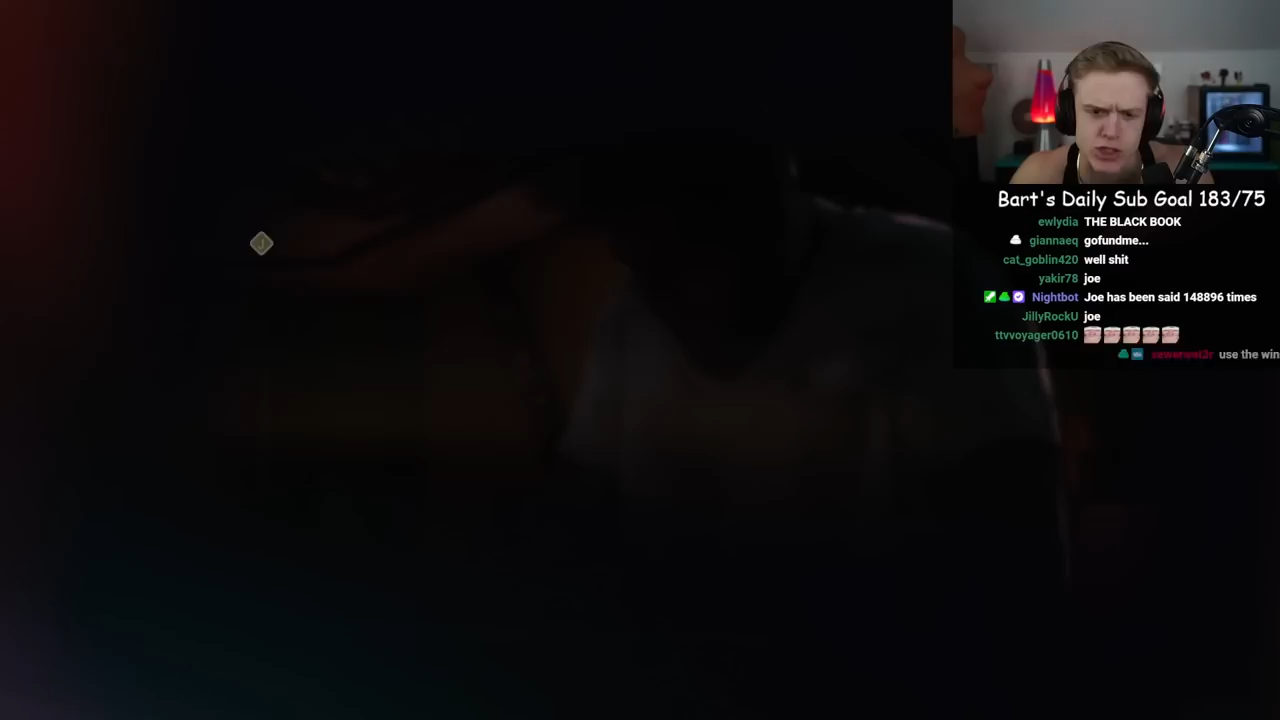 J
Bart's Daily Sub Goal 183/75
ewlydia THE BLACK BOOK
giannaeq gofundme...
cat_goblin420 well shit
yakir78 joe
Nightbot Joe has been said 148896 times
JillyRockU joe
ttvvoyager0610
use the win